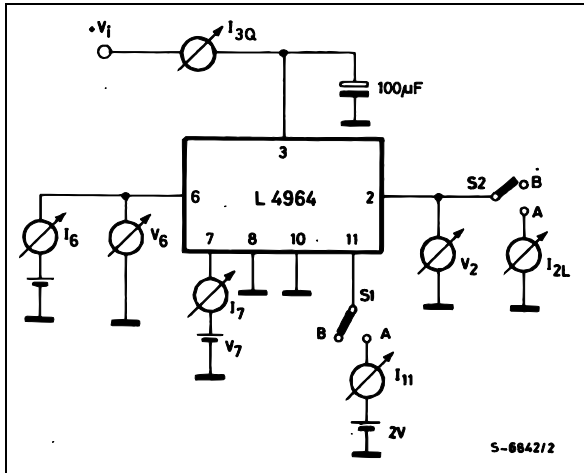 +Vi
I3Q
100µF
3
6
L 4964
2
S2
B
A
7
8
10
11
I6
V6
I7
V7
S1
B
A
I11
2V
V2
I2L
S-6642/2